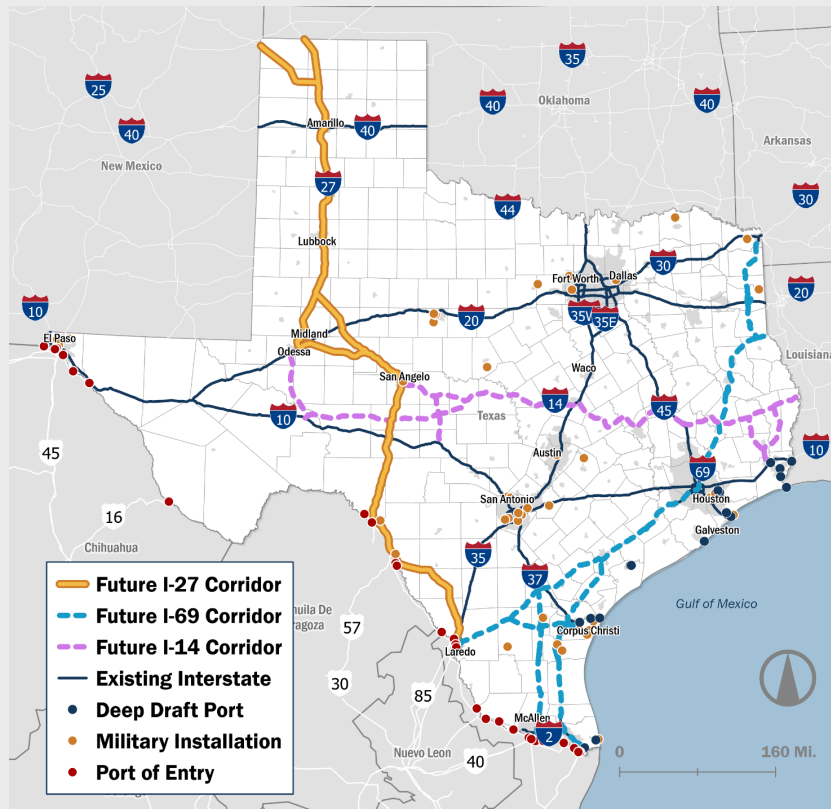 35
25
40
Oklahoma
40
40
Amarillo
40
Arkansas
New Mexico
27
30
44
Lubbock
30
Fort Worth
Dallas
20
10
20
35W
35E
Midland
El Paso
Odessa
Louisiana
Waco
San Angelo
14
45
10
Texas
10
45
Austin
69
San Antonio
Houston
16
Galveston
Chihuahua
35
37
Future I-27 Corridor
Future I-69 Corridor
Future I-14 Corridor
Existing Interstate
Deep Draft Port
Military Installation
Port of Entry
huila De
ragoza
57
Gulf of Mexico
Corpus Christi
Laredo
30
85
McAllen
2
Nuevo Leon
40
0
160 Mi.